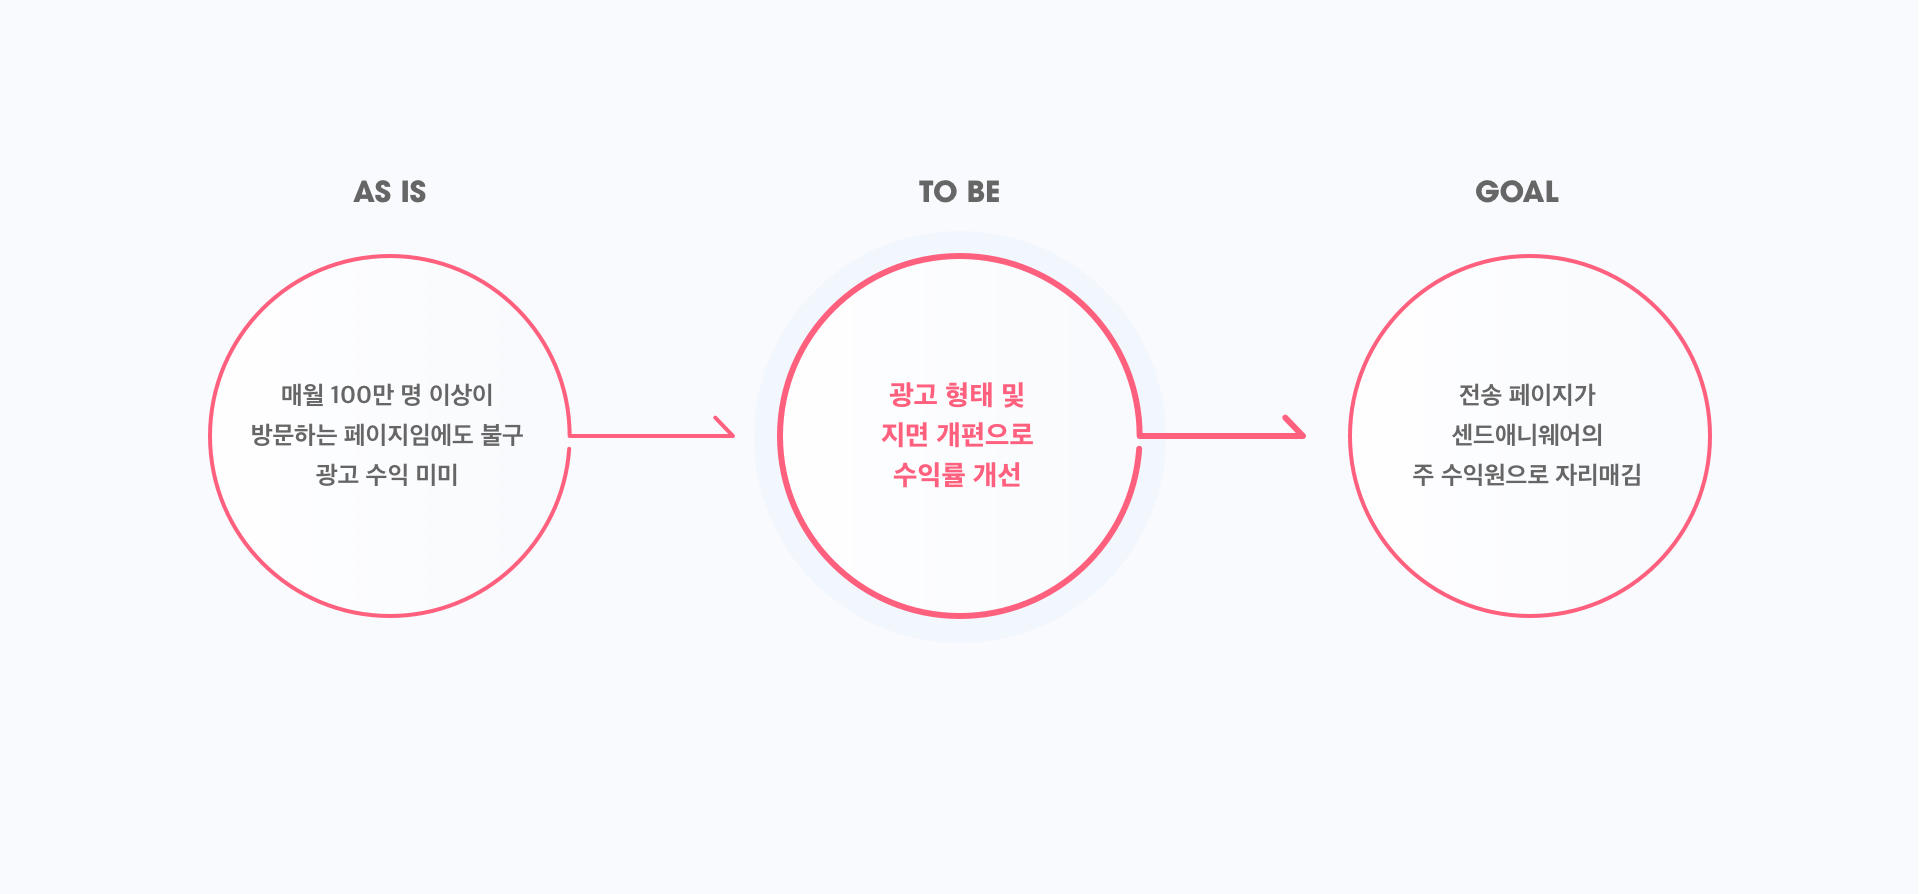 AS IS
매월 100만 명 이상이
방문하는 페이지임에도 불구
광고 수익 미미
TO BE
광고 형태 및
지면 개편으로
수익률 개선
GOAL
전송 페이지가
센드애니웨어의
주 수익원으로 자리매김